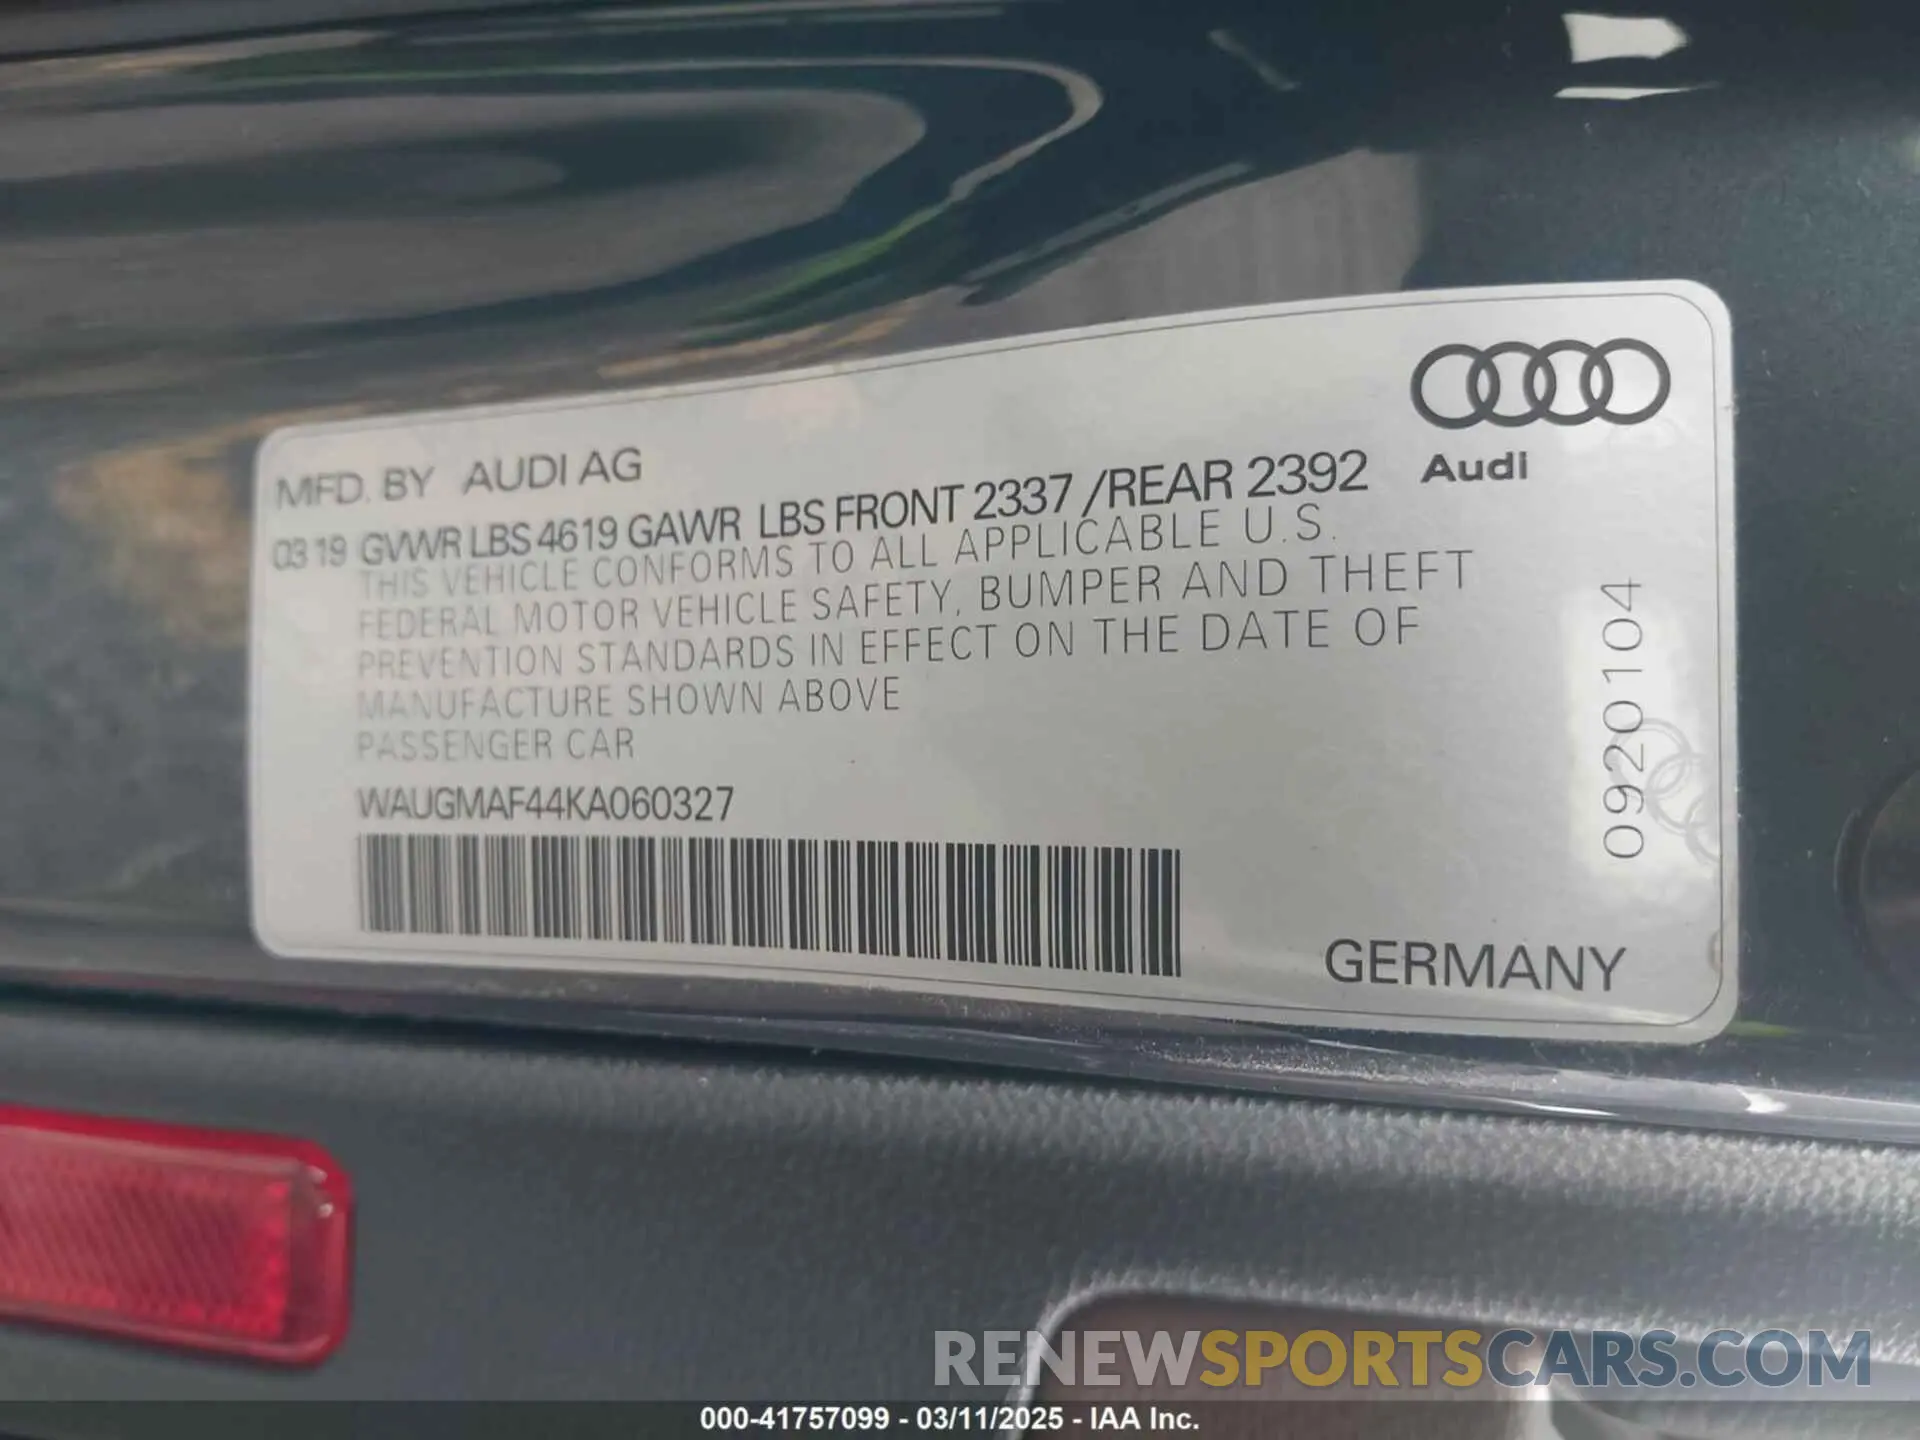 MFD. BY AUDI AG
03 19 GVWR LBS 4619 GAWR LBS FRONT 2337 /REAR 2392
THIS VEHICLE CONFORMS TO ALL APPLICABLE U.S.
FEDERAL MOTOR VEHICLE SAFETY, BUMPER AND THEFT
PREVENTION STANDARDS IN EFFECT ON THE DATE OF
MANUFACTURE SHOWN ABOVE
PASSENGER CAR
WAUGMAF44KA060327
Audi
0920104
GERMANY
RENEWSPORTSCARS.COM
000-41757099 - 03/11/2025 - IAA Inc.